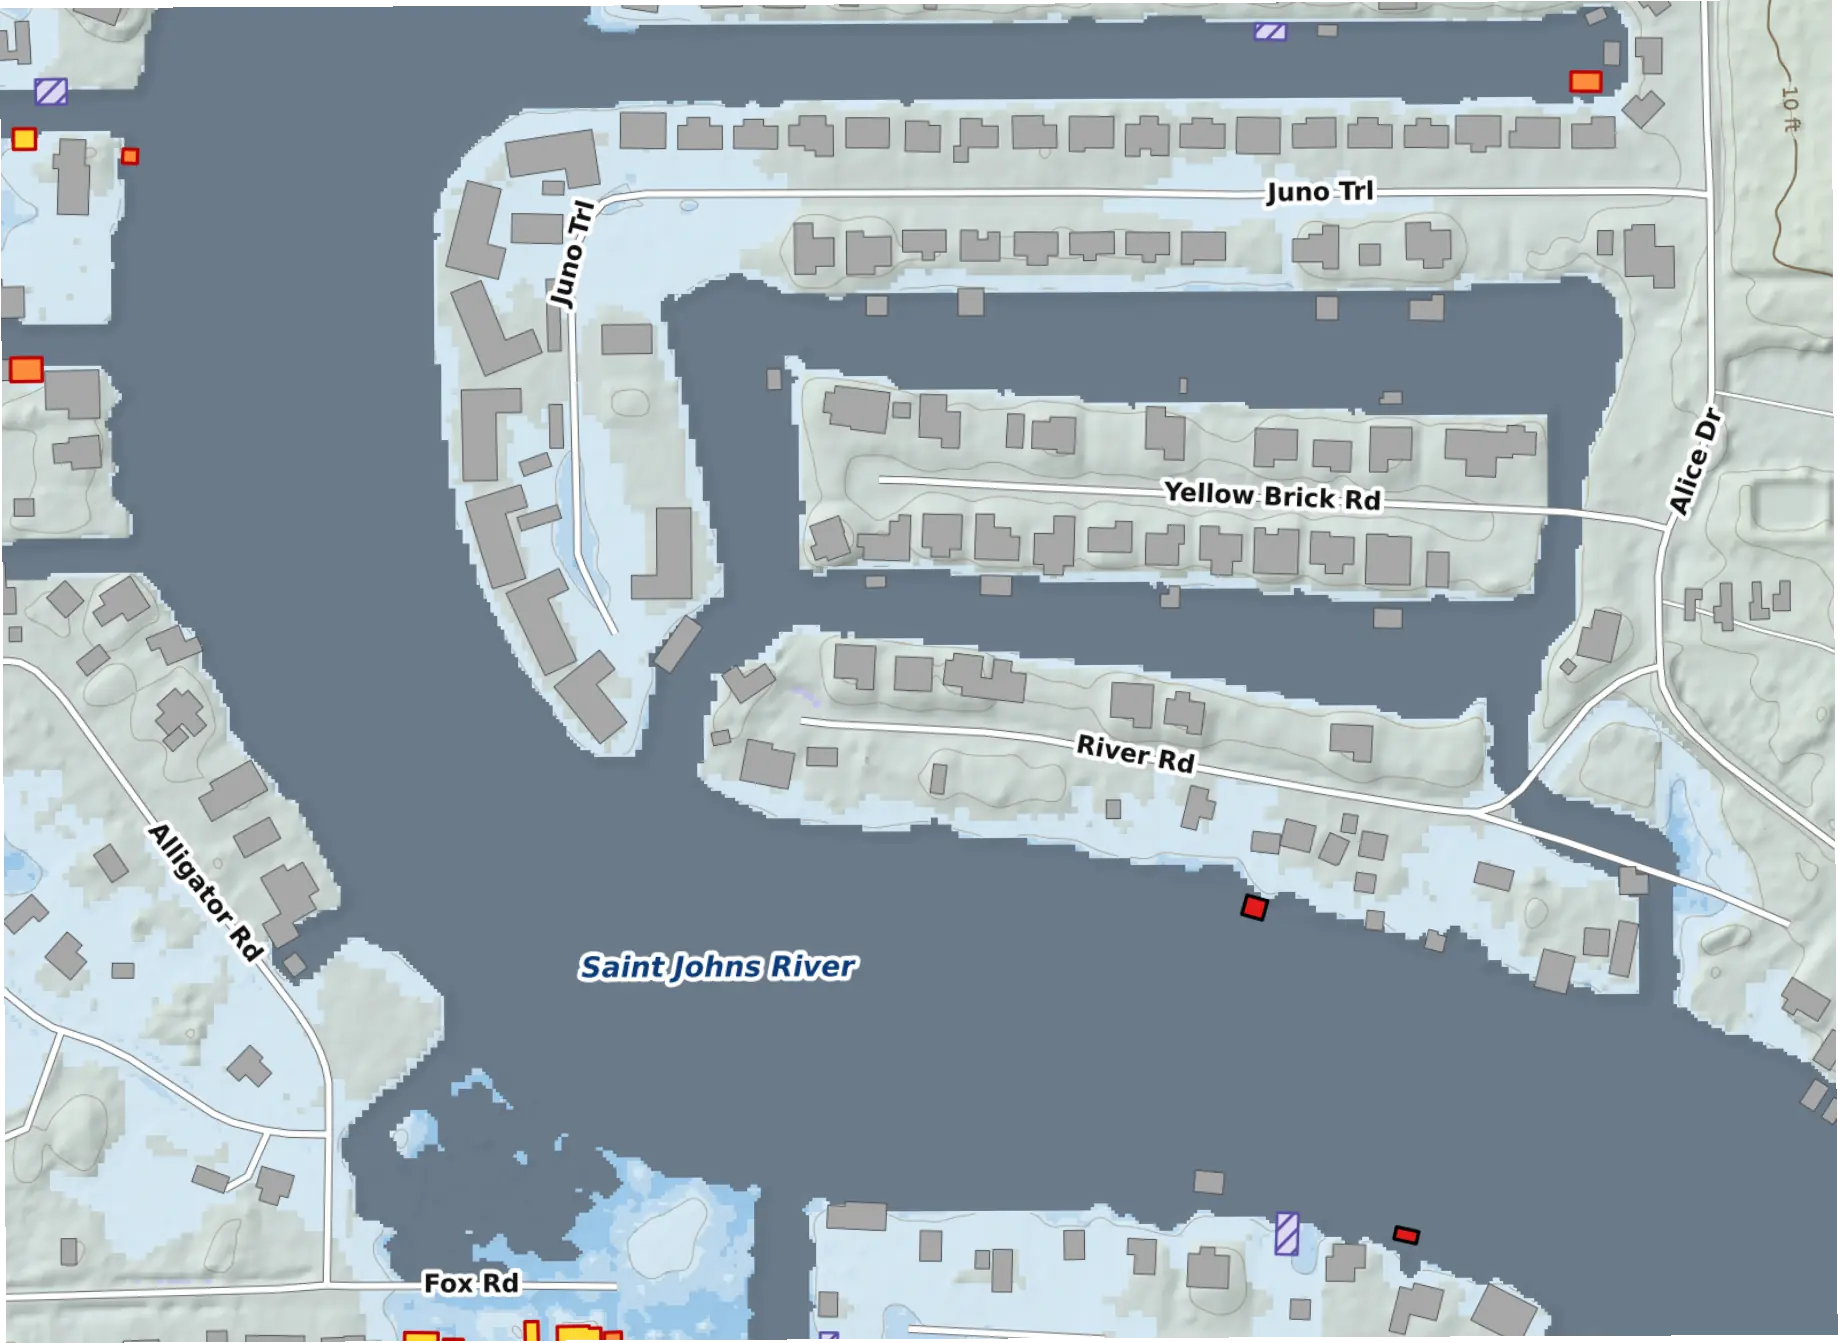 10 ft
Juno Trl
Juno Trl
Alice Dr
Yellow Brick Rd
River Rd
Alligator Rd
Saint Johns River
Fox Rd